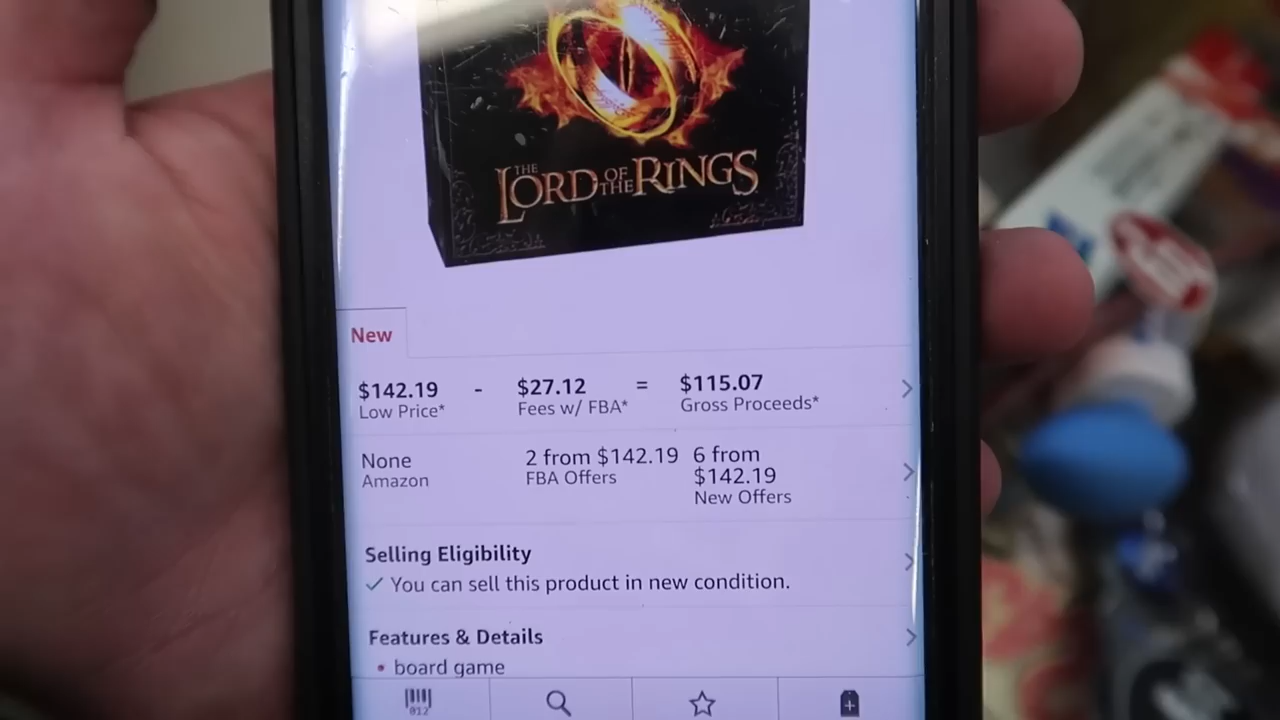 THE LORD OF THE RINGS
New
$142.19 - $27.12 = $115.07
Low Price* Fees w/ FBA* Gross Proceeds*
None 2 from $142.19 6 from
$142.19
Amazon FBA Offers New Offers
Selling Eligibility
✓ You can sell this product in new condition.
Features & Details
• board game
012